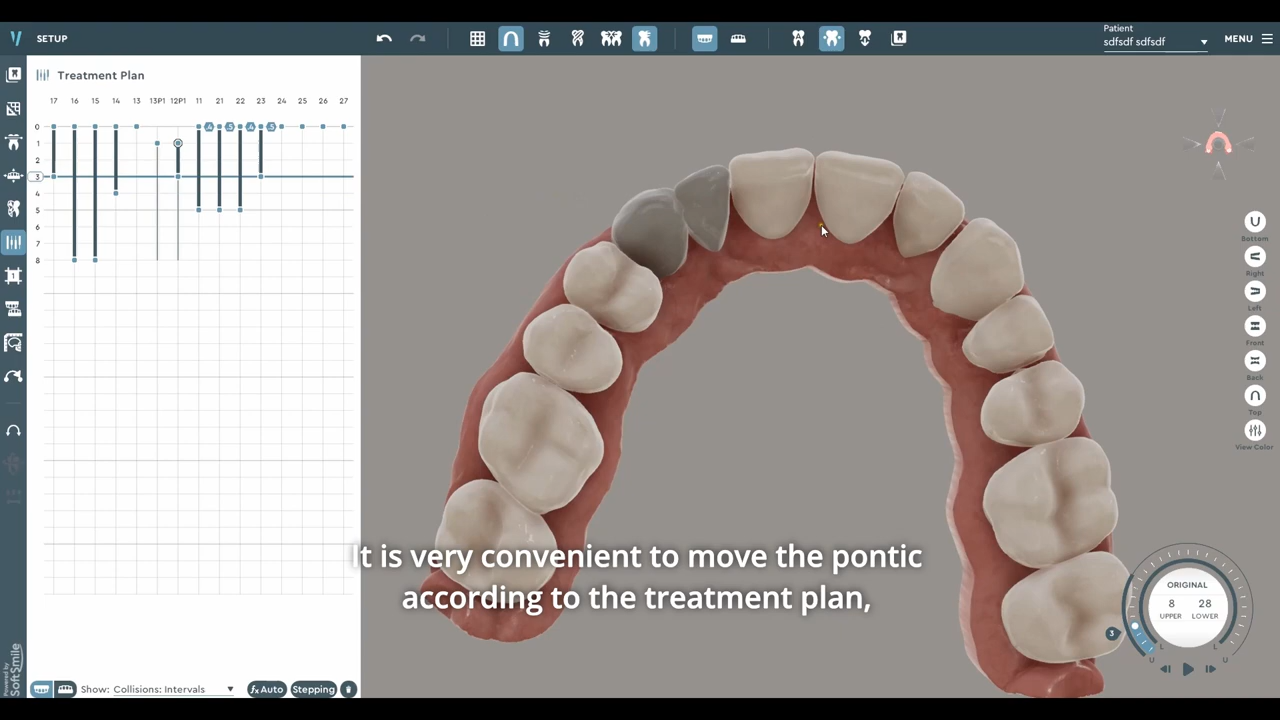 SETUP
Patient
sdfsdf sdfsdf
MENU
Treatment Plan
17 16 15 14 13 13P1 12P1 11 21 22 23 24 25 26 27
0
1
2
3
4
5
6
7
8
Bottom
Right
Left
Front
Back
Top
View Color
It is very convenient to move the pontic
according to the treatment plan,
ORIGINAL
8 28
UPPER LOWER
3
L L
U U
Powered by
SoftSmile
Show: Collisions: Intervals
fx Auto
Stepping